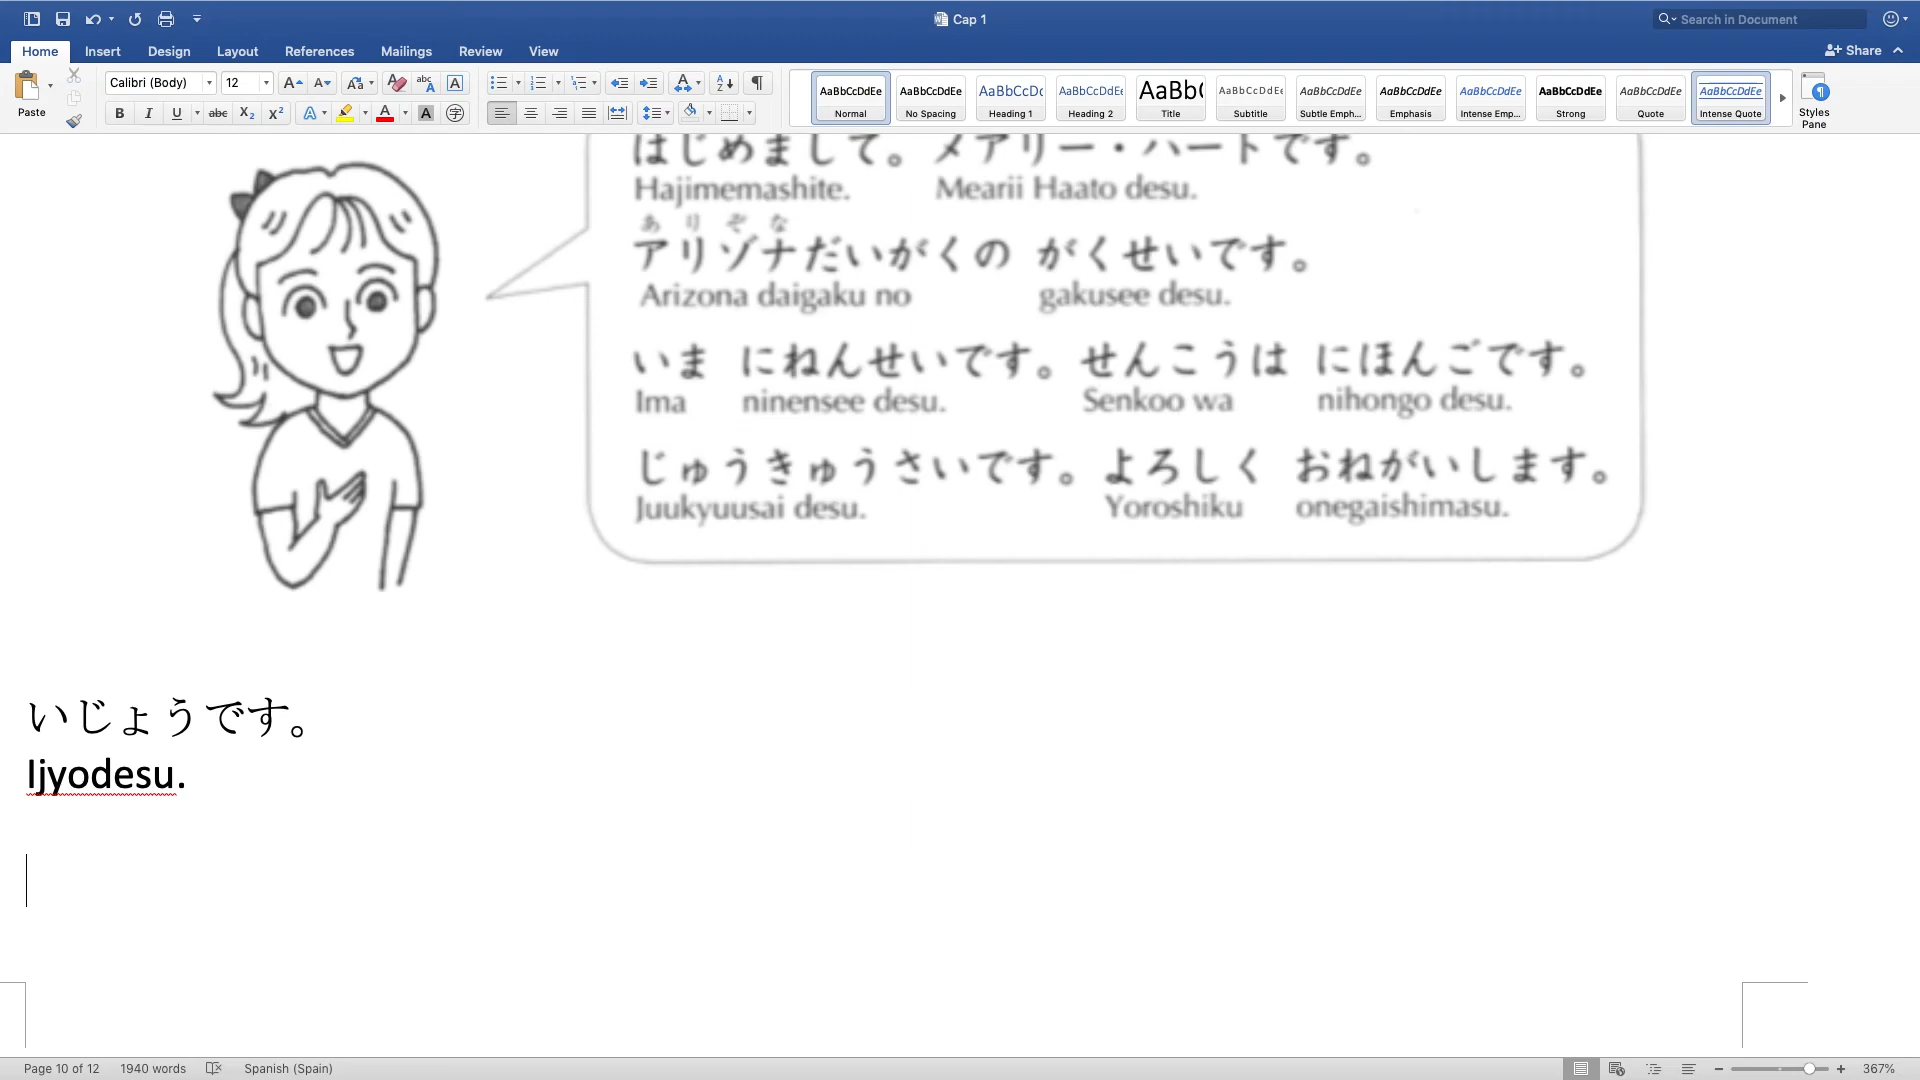 Cap 1
Search in Document
Home Insert Design Layout References Mailings Review View
Share
Paste
Calibri (Body) 12
AaBbCcDdEe AaBbCcDdEe AaBbCcDc AaBbCcDdEe AaBb( AaBbCcDdEe AaBbCcDdEe AaBbCcDdEe AaBbCcDdEe AaBbCcDdEe AaBbCcDdEe AaBbCcDdEe
Normal No Spacing Heading 1 Heading 2 Title Subtitle Subtle Emph... Emphasis Intense Emp... Strong Quote Intense Quote
Styles Pane
はじめまして。メアリー・ハートです。
Hajimemashite. Mearii Haato desu.
あ り ぞ な
アリゾナだいがくの がくせいです。
Arizona daigaku no gakusee desu.
いま にねんせいです。せんこうは にほんごです。
Ima ninensee desu. Senkoo wa nihongo desu.
じゅうきゅうさいです。よろしく おねがいします。
Juukyuusai desu. Yoroshiku onegaishimasu.
いじょうです。
Ijyodesu.
Page 10 of 12 1940 words Spanish (Spain) 367%